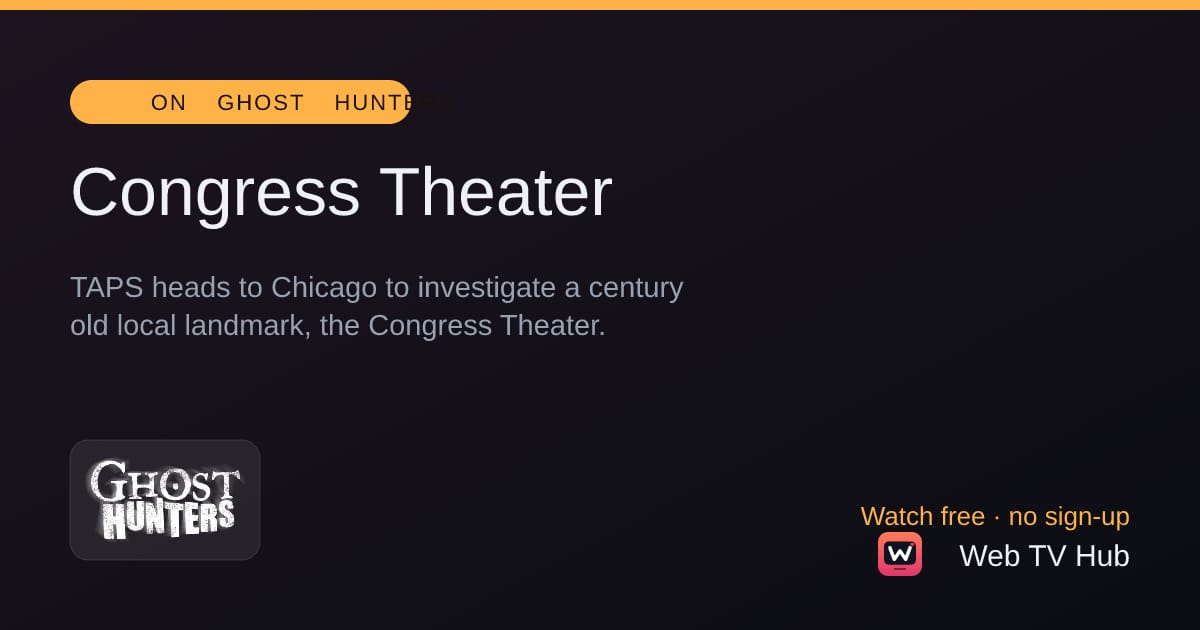 ON GHOST HUNTERS
Congress Theater
TAPS heads to Chicago to investigate a century
old local landmark, the Congress Theater.
GHOST
HUNTERS
Watch free · no sign-up
W
Web TV Hub